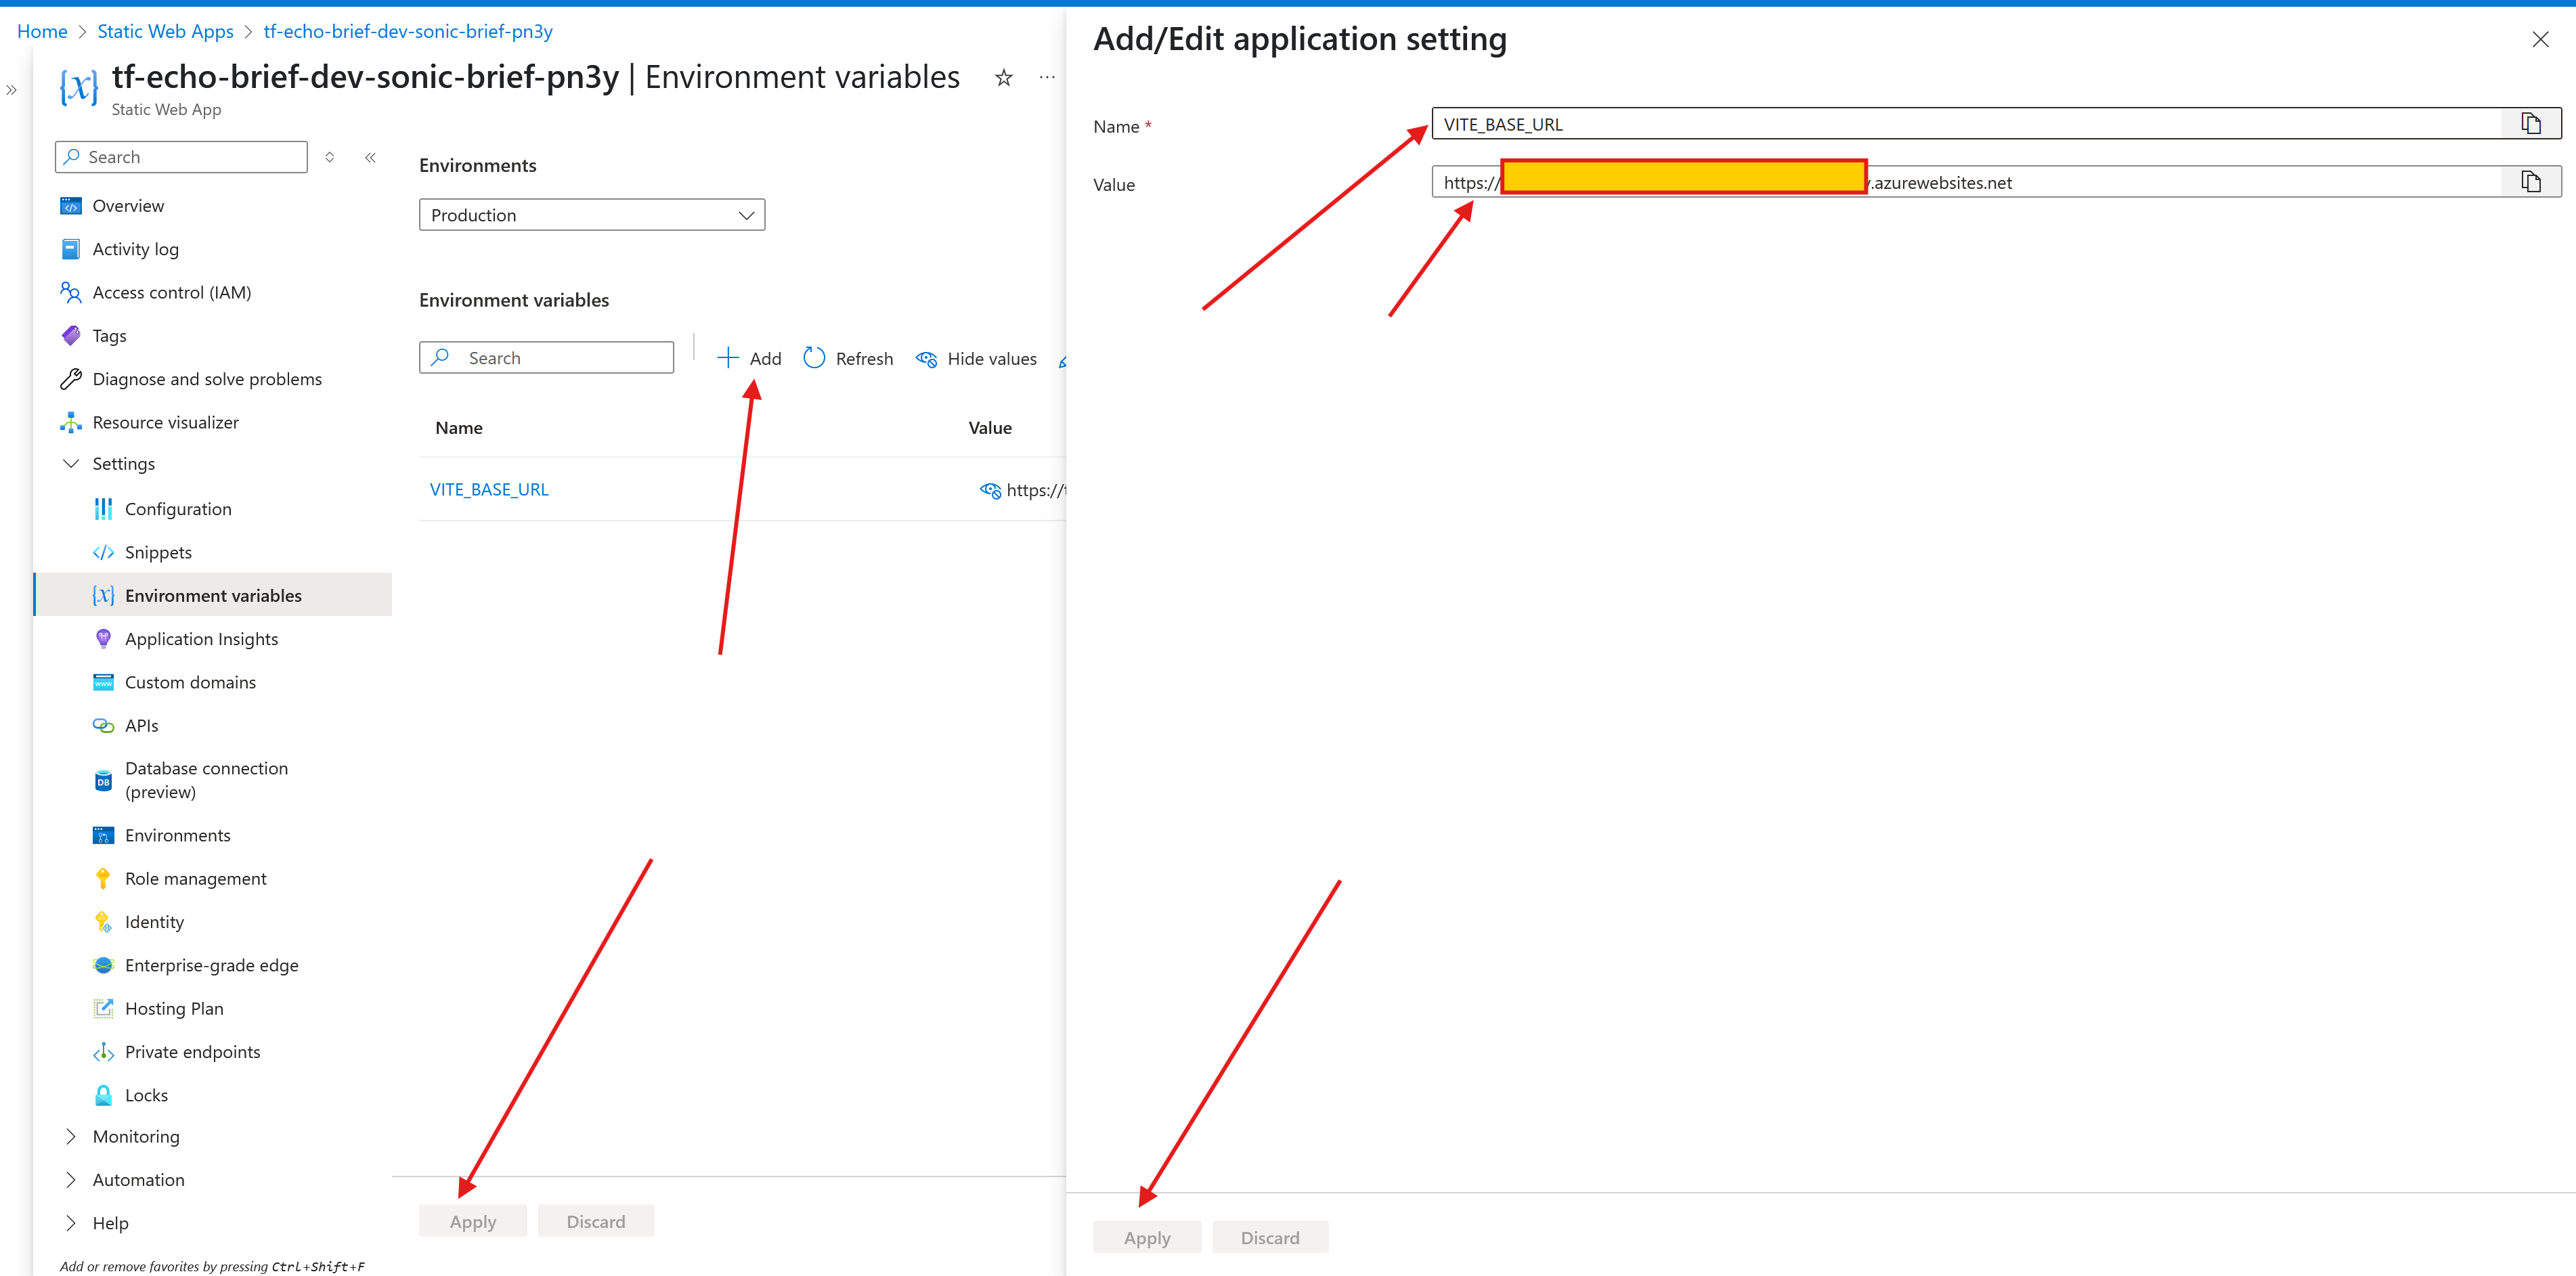 Home > Static Web Apps > tf-echo-brief-dev-sonic-brief-pn3y
tf-echo-brief-dev-sonic-brief-pn3y | Environment variables
Static Web App
Search
Overview
Activity log
Access control (IAM)
Tags
Diagnose and solve problems
Resource visualizer
Settings
Configuration
Snippets
Environment variables
Application Insights
Custom domains
APIs
Database connection
(preview)
Environments
Role management
Identity
Enterprise-grade edge
Hosting Plan
Private endpoints
Locks
Monitoring
Automation
Help
Add or remove favorites by pressing Ctrl+Shift+F
Environments
Production
Environment variables
Search
Add Refresh Hide values
Name Value
VITE_BASE_URL https://
Apply Discard
Add/Edit application setting
Name * VITE_BASE_URL
Value https:// .azurewebsites.net
Apply Discard